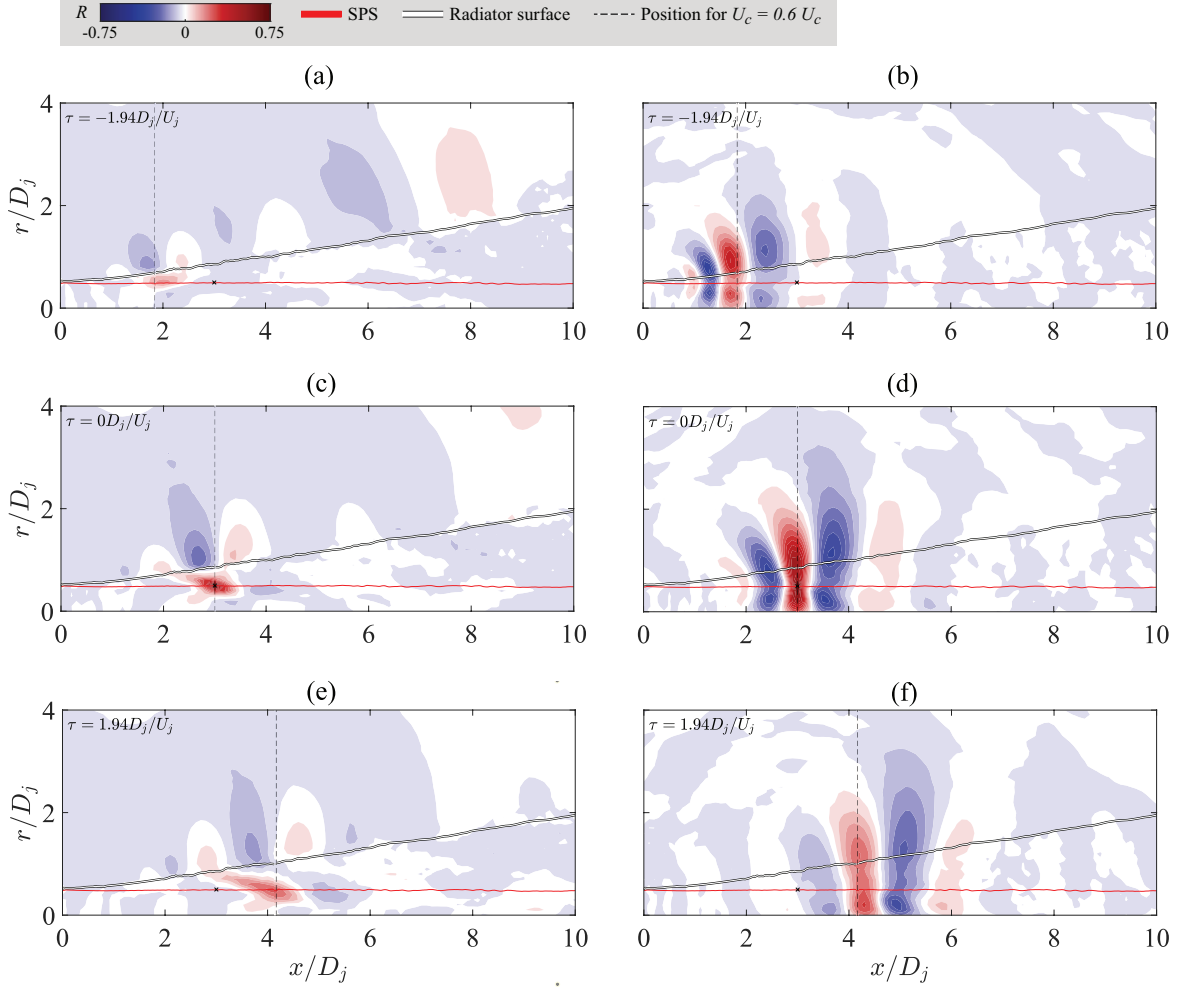 R SPS Radiator surface Position for U_c = 0.6 U_c
-0.75 0 0.75
(a) (b)
τ = −1.94D_j/U_j τ = −1.94D_j/U_j
r/D_j
4
2
0
0 2 4 6 8 10 0 2 4 6 8 10
(c) (d)
τ = 0D_j/U_j τ = 0D_j/U_j
r/D_j
4
2
0
0 2 4 6 8 10 0 2 4 6 8 10
(e) (f)
τ = 1.94D_j/U_j τ = 1.94D_j/U_j
r/D_j
4
2
0
0 2 4 6 8 10 0 2 4 6 8 10
x/D_j x/D_j